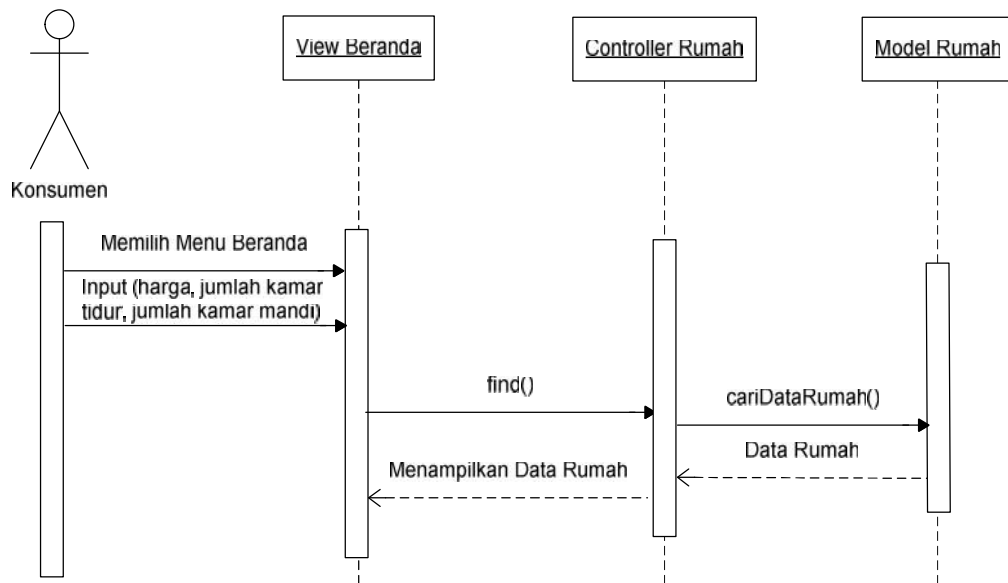 View Beranda
Controller Rumah
Model Rumah
Konsumen
Memilih Menu Beranda
Input (harga, jumlah kamar
tidur, jumlah kamar mandi)
find()
cariDataRumah()
Data Rumah
Menampilkan Data Rumah